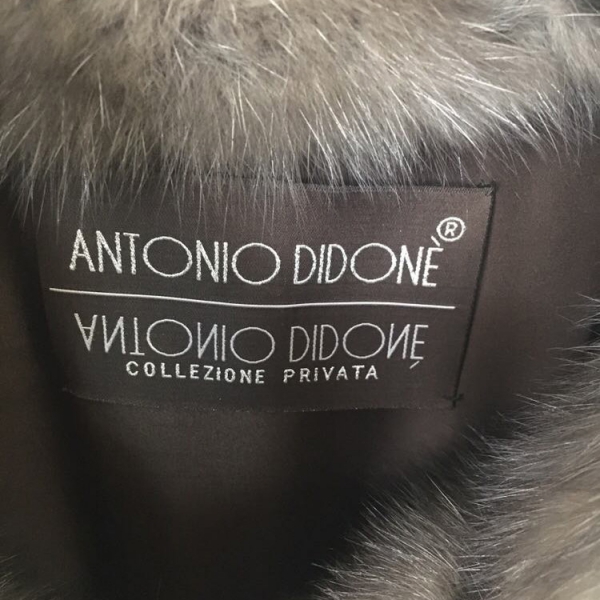 ANTONIO DIDONÈ®
ANTONIO DIDONÈ
COLLEZIONE PRIVATA